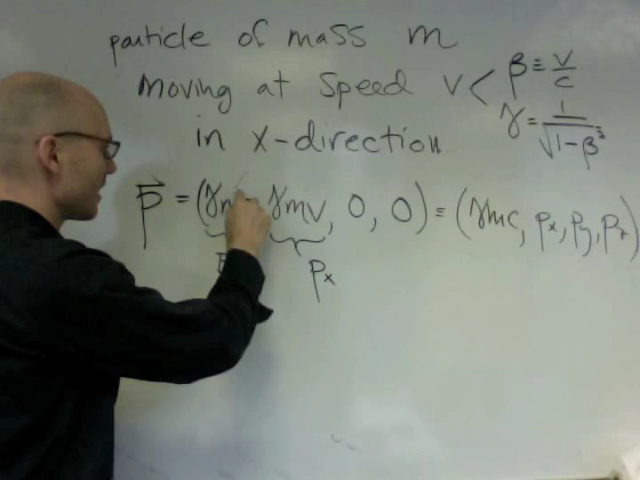 particle of mass m
moving at speed v < β ≡ v/c
γ = 1/√(1-β²)
in x-direction.
p⃗ = (γm, γmv, 0, 0) ≡ (γmc, px, py, pz)
px